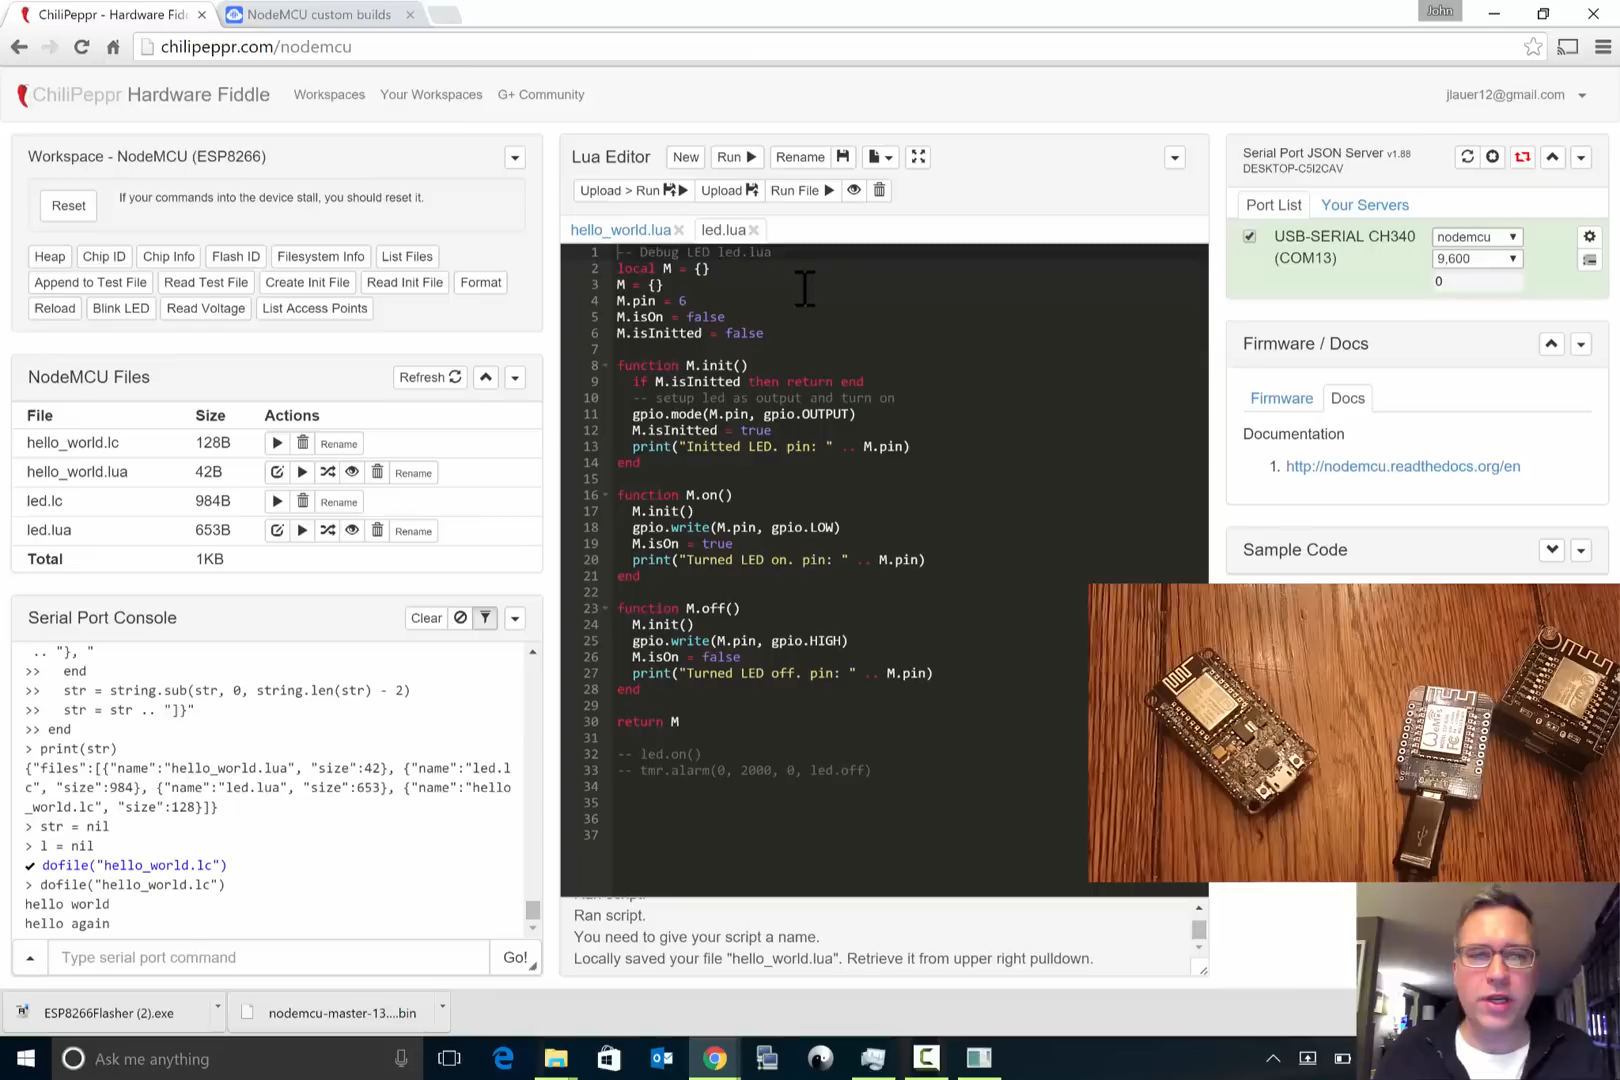 ChiliPeppr - Hardware Fidd
NodeMCU custom builds
John
chilipeppr.com/nodemcu
ChiliPeppr Hardware Fiddle
Workspaces
Your Workspaces
G+ Community
jlauer12@gmail.com
Workspace - NodeMCU (ESP8266)
Reset
If your commands into the device stall, you should reset it.
Heap
Chip ID
Chip Info
Flash ID
Filesystem Info
List Files
Append to Test File
Read Test File
Create Init File
Read Init File
Format
Reload
Blink LED
Read Voltage
List Access Points
NodeMCU Files
Refresh
File Size Actions
hello_world.lc 128B Rename
hello_world.lua 42B Rename
led.lc 984B Rename
led.lua 653B Rename
Total 1KB
Serial Port Console
Clear
.. "}, "
>> end
>> str = string.sub(str, 0, string.len(str) - 2)
>> str = str .. "]}"
>> end
> print(str)
{"files":[{"name":"hello_world.lua", "size":42}, {"name":"led.l
c", "size":984}, {"name":"led.lua", "size":653}, {"name":"hello
_world.lc", "size":128}]}
> str = nil
> l = nil
dofile("hello_world.lc")
> dofile("hello_world.lc")
hello world
hello again
Type serial port command
Go!
Lua Editor
New
Run
Rename
Upload > Run
Upload
Run File
hello_world.lua
led.lua
1 -- Debug LED led.lua
2 local M = {}
3 M = {}
4 M.pin = 6
5 M.isOn = false
6 M.isInitted = false
7
8 function M.init()
9 if M.isInitted then return end
10 -- setup led as output and turn on
11 gpio.mode(M.pin, gpio.OUTPUT)
12 M.isInitted = true
13 print("Initted LED. pin: " .. M.pin)
14 end
15
16 function M.on()
17 M.init()
18 gpio.write(M.pin, gpio.LOW)
19 M.isOn = true
20 print("Turned LED on. pin: " .. M.pin)
21 end
22
23 function M.off()
24 M.init()
25 gpio.write(M.pin, gpio.HIGH)
26 M.isOn = false
27 print("Turned LED off. pin: " .. M.pin)
28 end
29
30 return M
31
32 -- led.on()
33 -- tmr.alarm(0, 2000, 0, led.off)
34
35
36
37
Ran script.
Ran script.
You need to give your script a name.
Locally saved your file "hello_world.lua". Retrieve it from upper right pulldown.
Serial Port JSON Server v1.88
DESKTOP-C5I2CAV
Port List
Your Servers
USB-SERIAL CH340
(COM13)
nodemcu
9,600
0
Firmware / Docs
Firmware
Docs
Documentation
1. http://nodemcu.readthedocs.org/en
Sample Code
ESP8266Flasher (2).exe
nodemcu-master-13....bin
Ask me anything